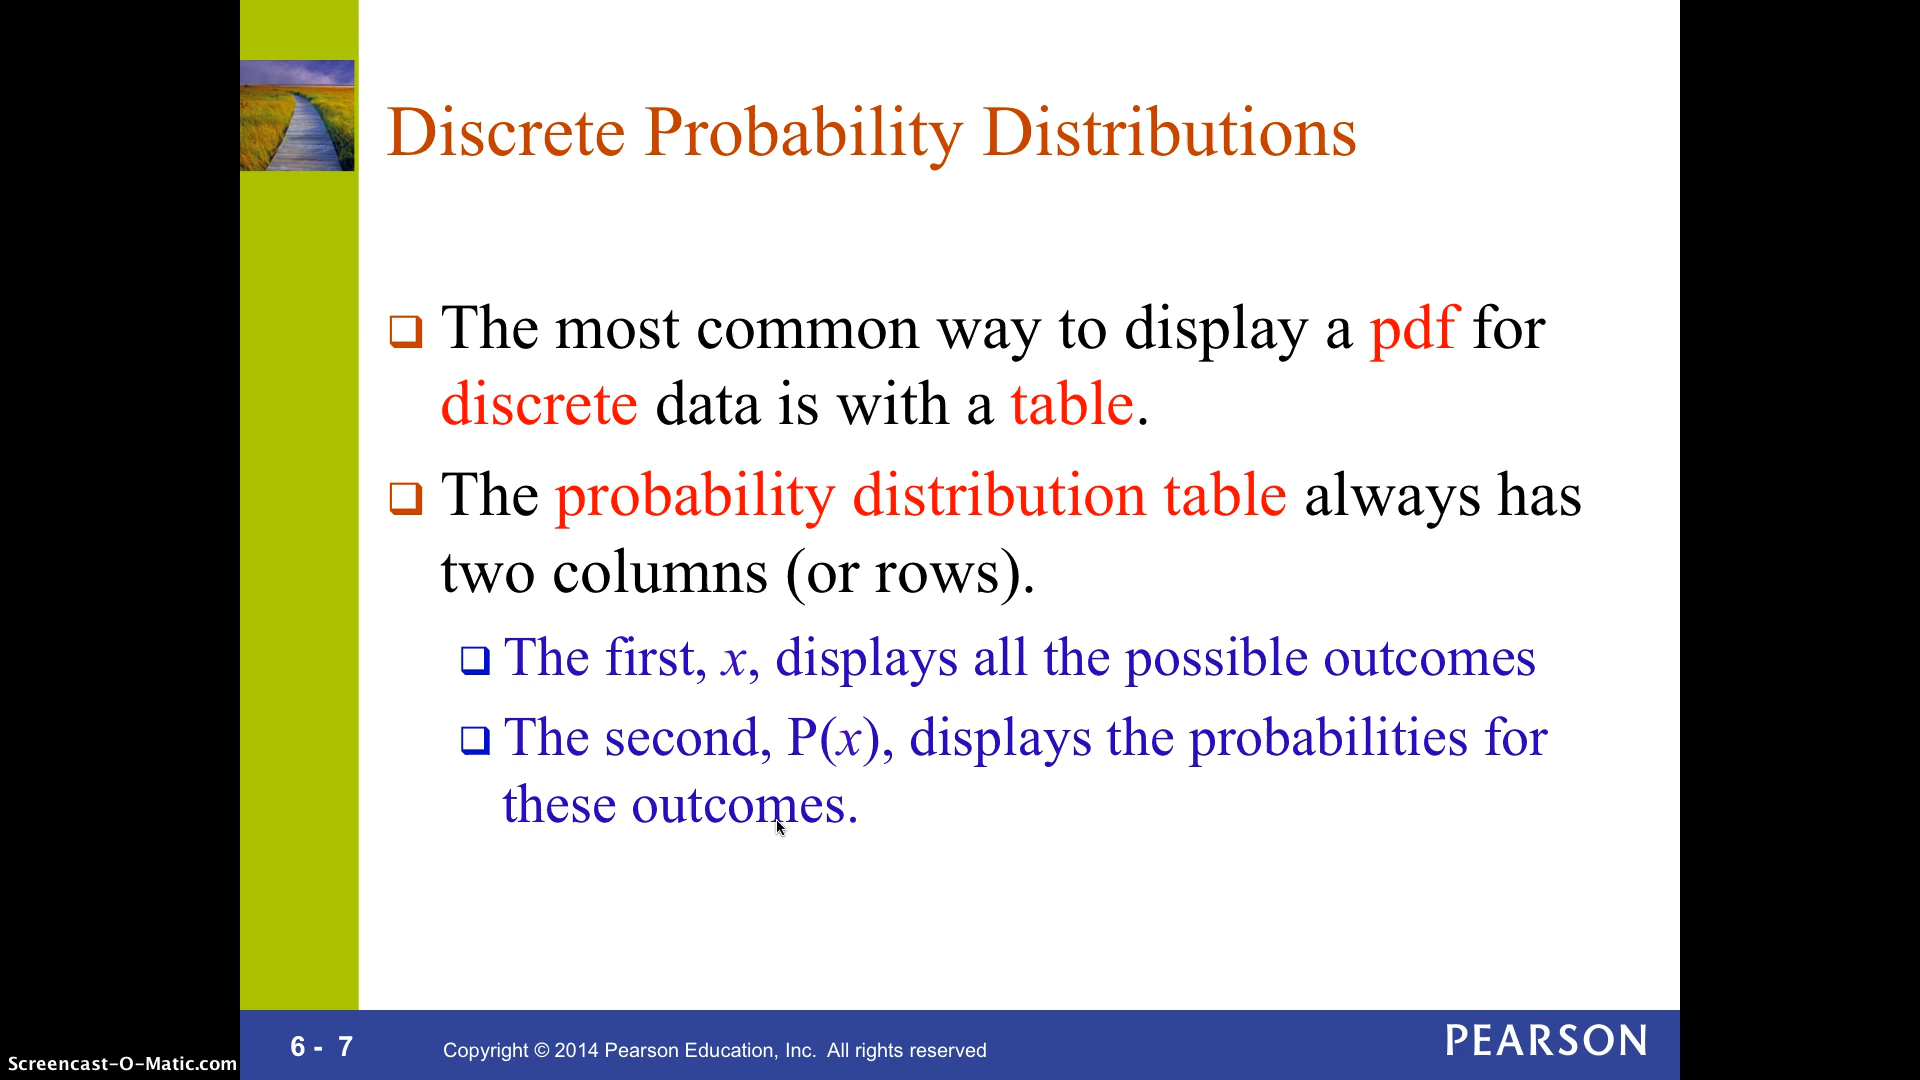 Discrete Probability Distributions
❑ The most common way to display a pdf for
discrete data is with a table.
❑ The probability distribution table always has
two columns (or rows).
❑ The first, x, displays all the possible outcomes
❑ The second, P(x), displays the probabilities for
these outcomes.
6 - 7
Copyright © 2014 Pearson Education, Inc. All rights reserved
PEARSON
Screencast-O-Matic.com